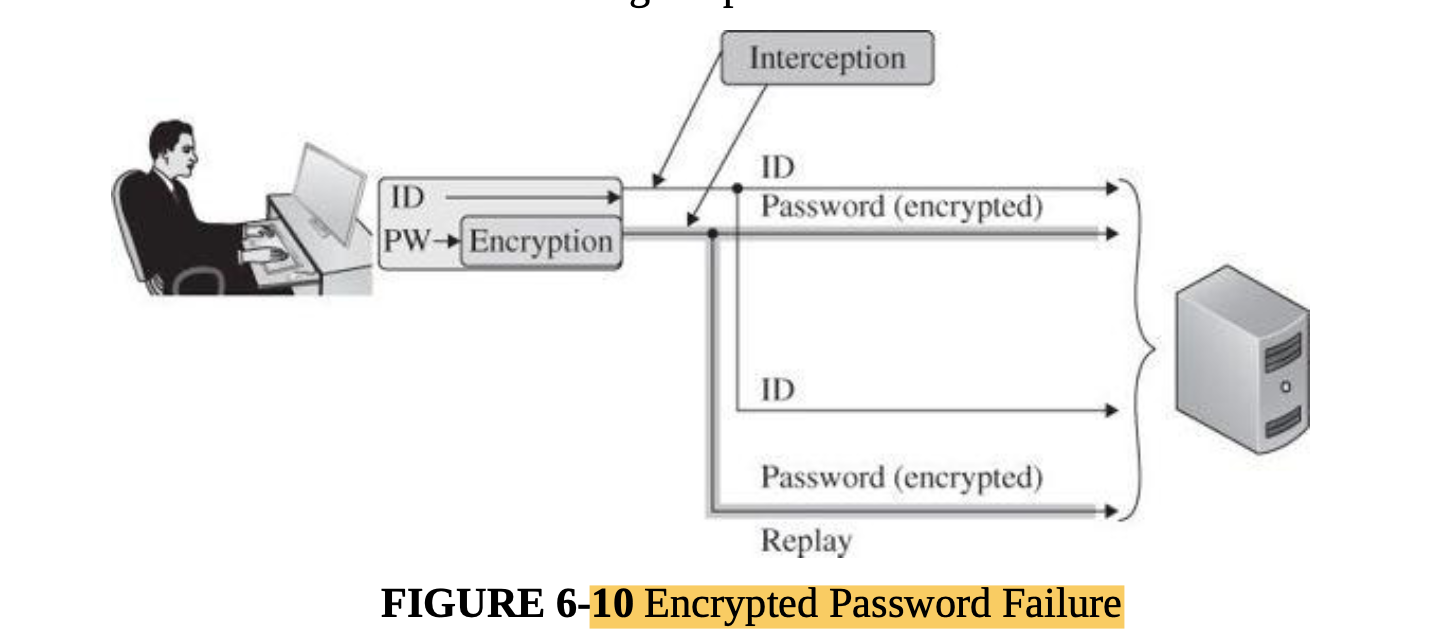 Interception
ID
ID
Password (encrypted)
PW
Encryption
ID
Password (encrypted)
Replay
FIGURE 6-10 Encrypted Password Failure